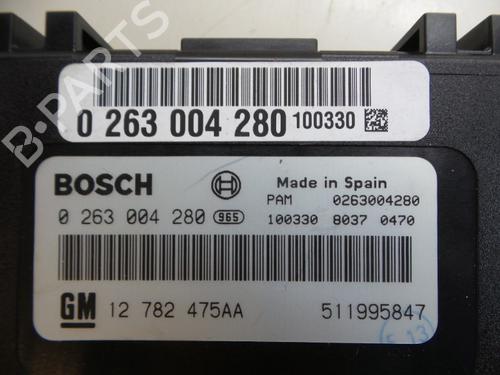 B-PARTS
0 263 004 280 100330
BOSCH
Made in Spain
PAM 0263004280
0 263 004 280 965
100330 8037 0470
GM 12 782 475AA 511995847